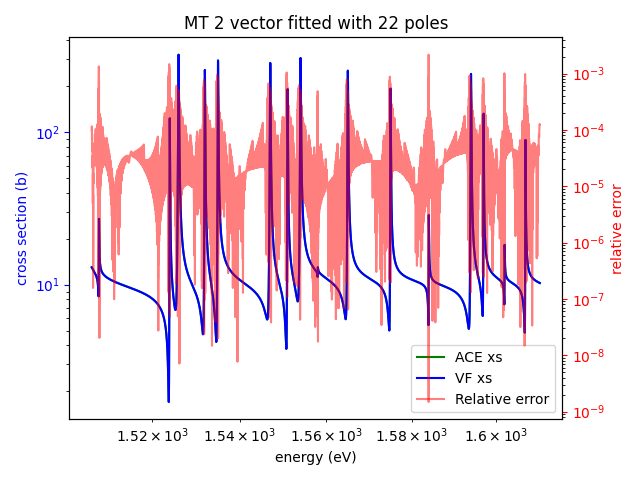 MT 2 vector fitted with 22 poles
10²
10¹
cross section (b)
10⁻³
10⁻⁴
10⁻⁵
10⁻⁶
10⁻⁷
10⁻⁸
10⁻⁹
relative error
ACE xs
VF xs
Relative error
1.52 × 10³ 1.54 × 10³ 1.56 × 10³ 1.58 × 10³ 1.6 × 10³
energy (eV)